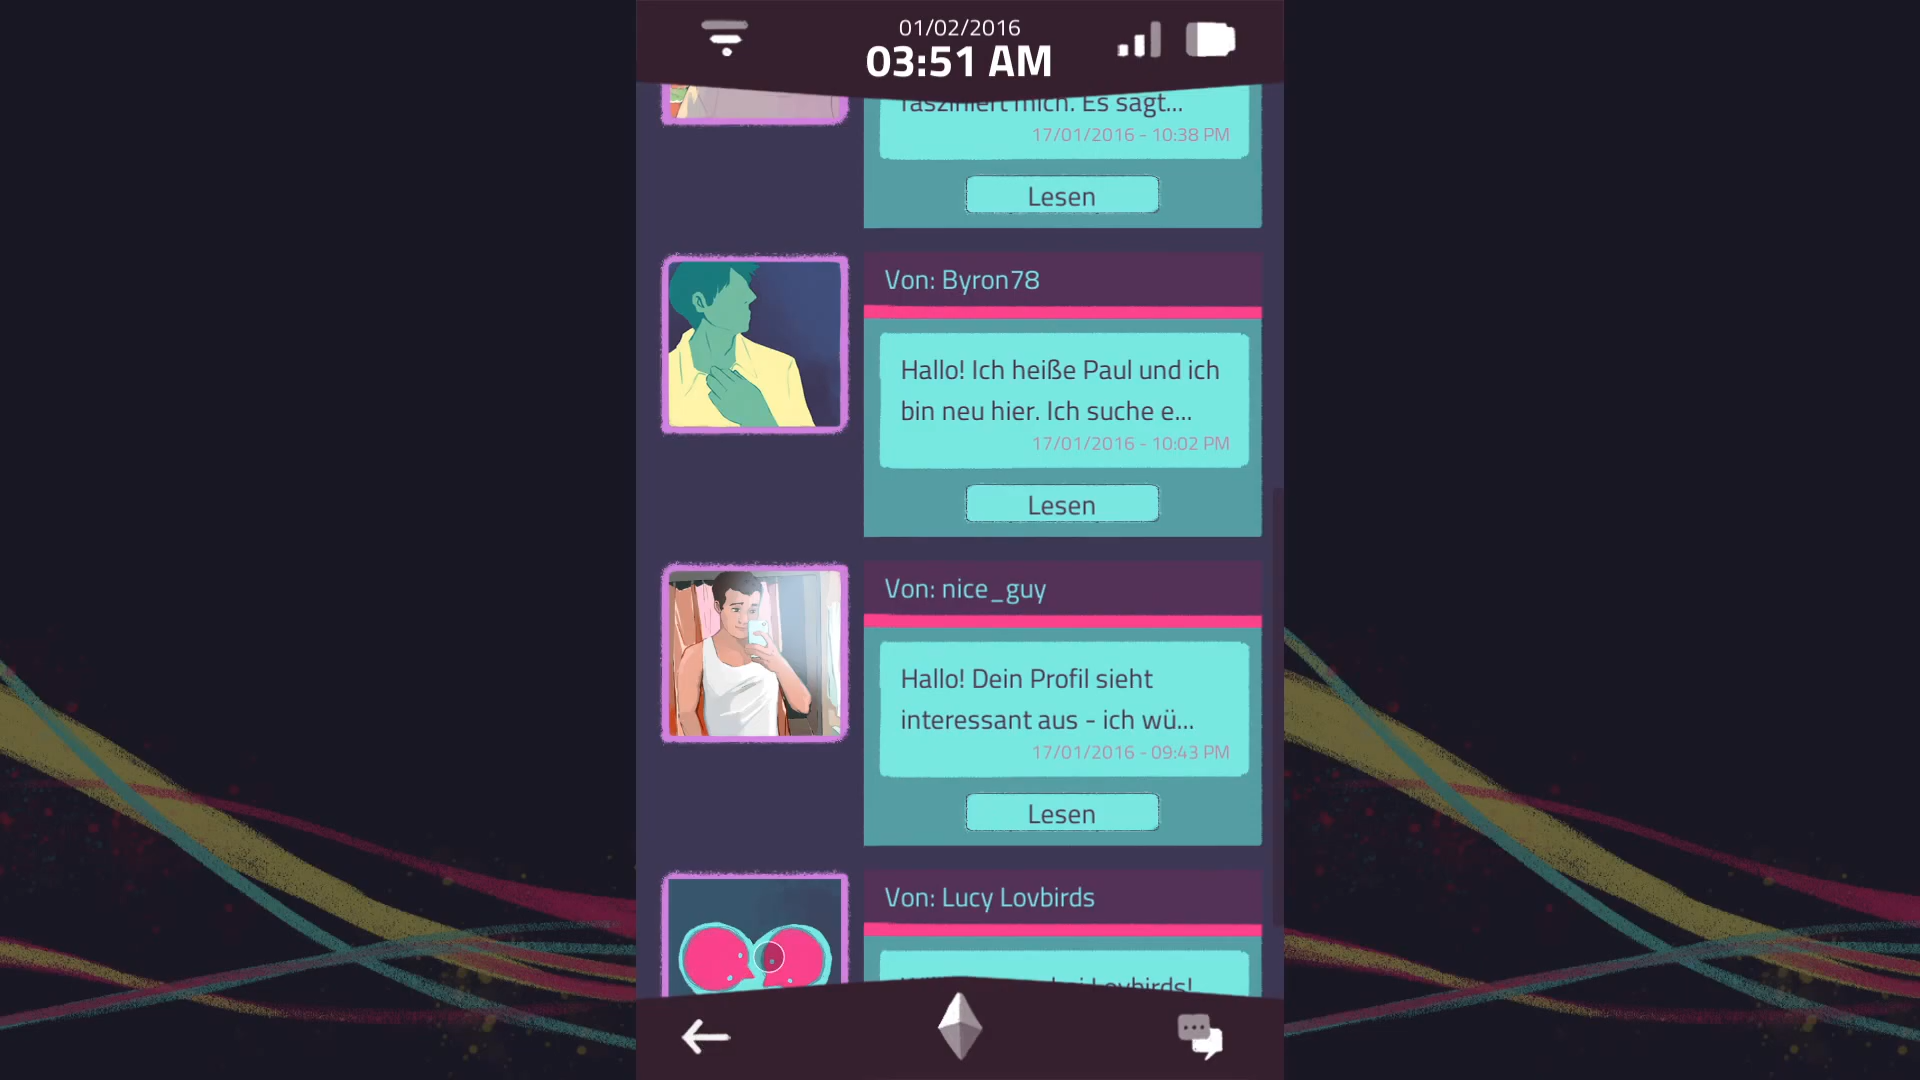 01/02/2016
03:51 AM
fasziniert mich. Es sagt...
17/01/2016 - 10:38 PM
Lesen
Von: Byron78
Hallo! Ich heiße Paul und ich
bin neu hier. Ich suche e...
17/01/2016 - 10:02 PM
Lesen
Von: nice_guy
Hallo! Dein Profil sieht
interessant aus - ich wü...
17/01/2016 - 09:43 PM
Lesen
Von: Lucy Lovbirds
bei Lovbirds!